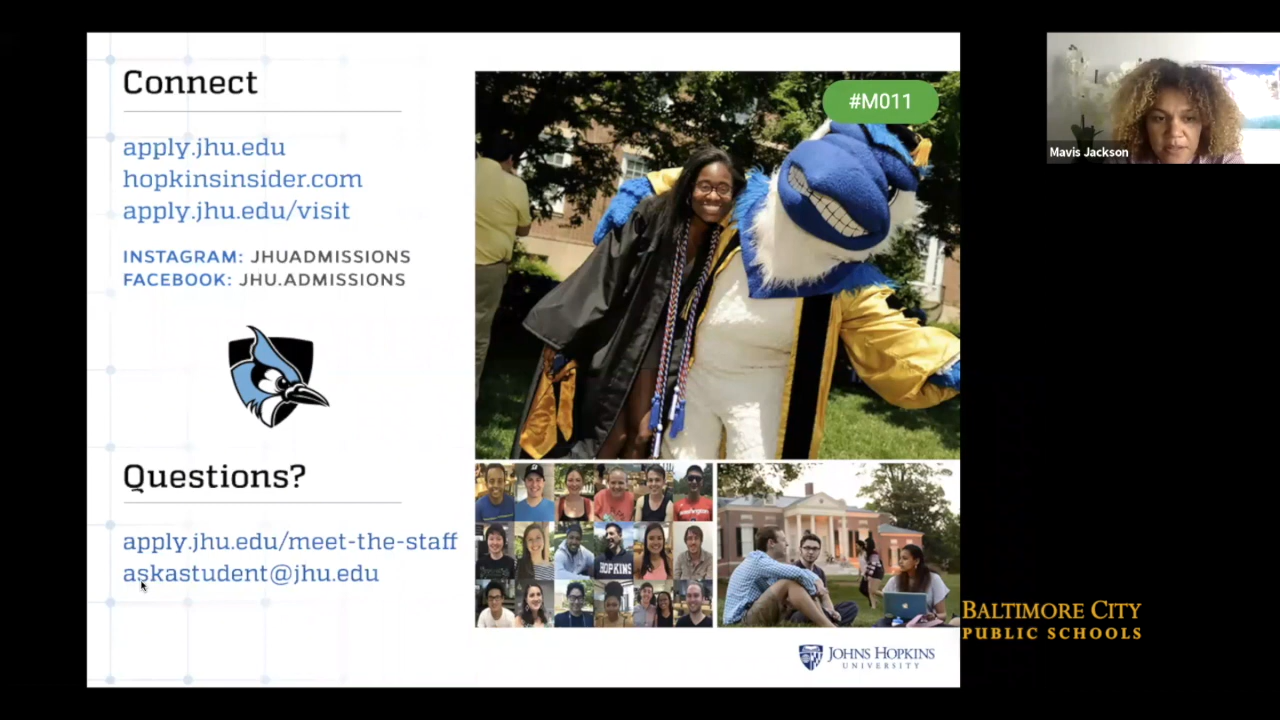 Connect
apply.jhu.edu
hopkinsinsider.com
apply.jhu.edu/visit
INSTAGRAM: JHUADMISSIONS
FACEBOOK: JHU.ADMISSIONS
Questions?
apply.jhu.edu/meet-the-staff
askastudent@jhu.edu
#M011
HOPKINS
JOHNS HOPKINS
UNIVERSITY
Mavis Jackson
BALTIMORE CITY
PUBLIC SCHOOLS